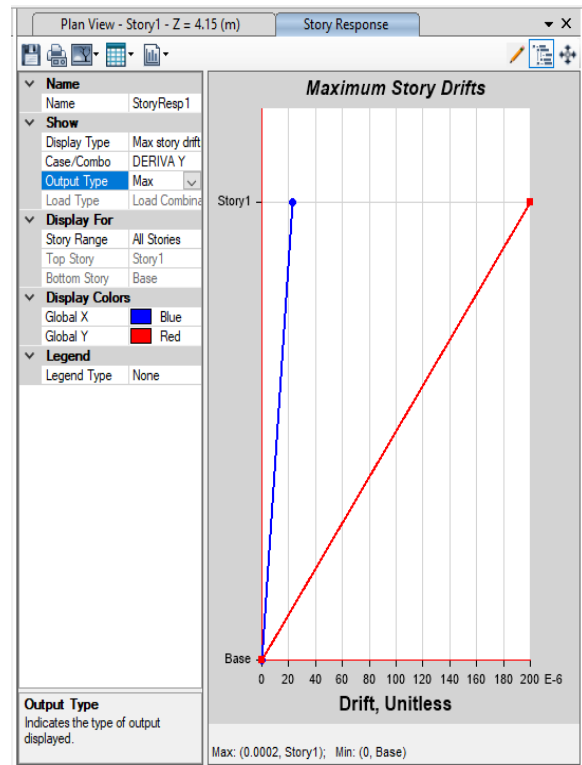 Plan View - Story1 - Z = 4.15 (m)
Story Response
Name
Name StoryResp1
Show
Display Type Max story drift
Case/Combo DERIVA Y
Output Type Max
Load Type Load Combina
Display For
Story Range All Stories
Top Story Story1
Bottom Story Base
Display Colors
Global X Blue
Global Y Red
Legend
Legend Type None
Output Type
Indicates the type of output
displayed.
Maximum Story Drifts
Story1
Base
0 20 40 60 80 100 120 140 160 180 200 E-6
Drift, Unitless
Max: (0.0002, Story1); Min: (0, Base)